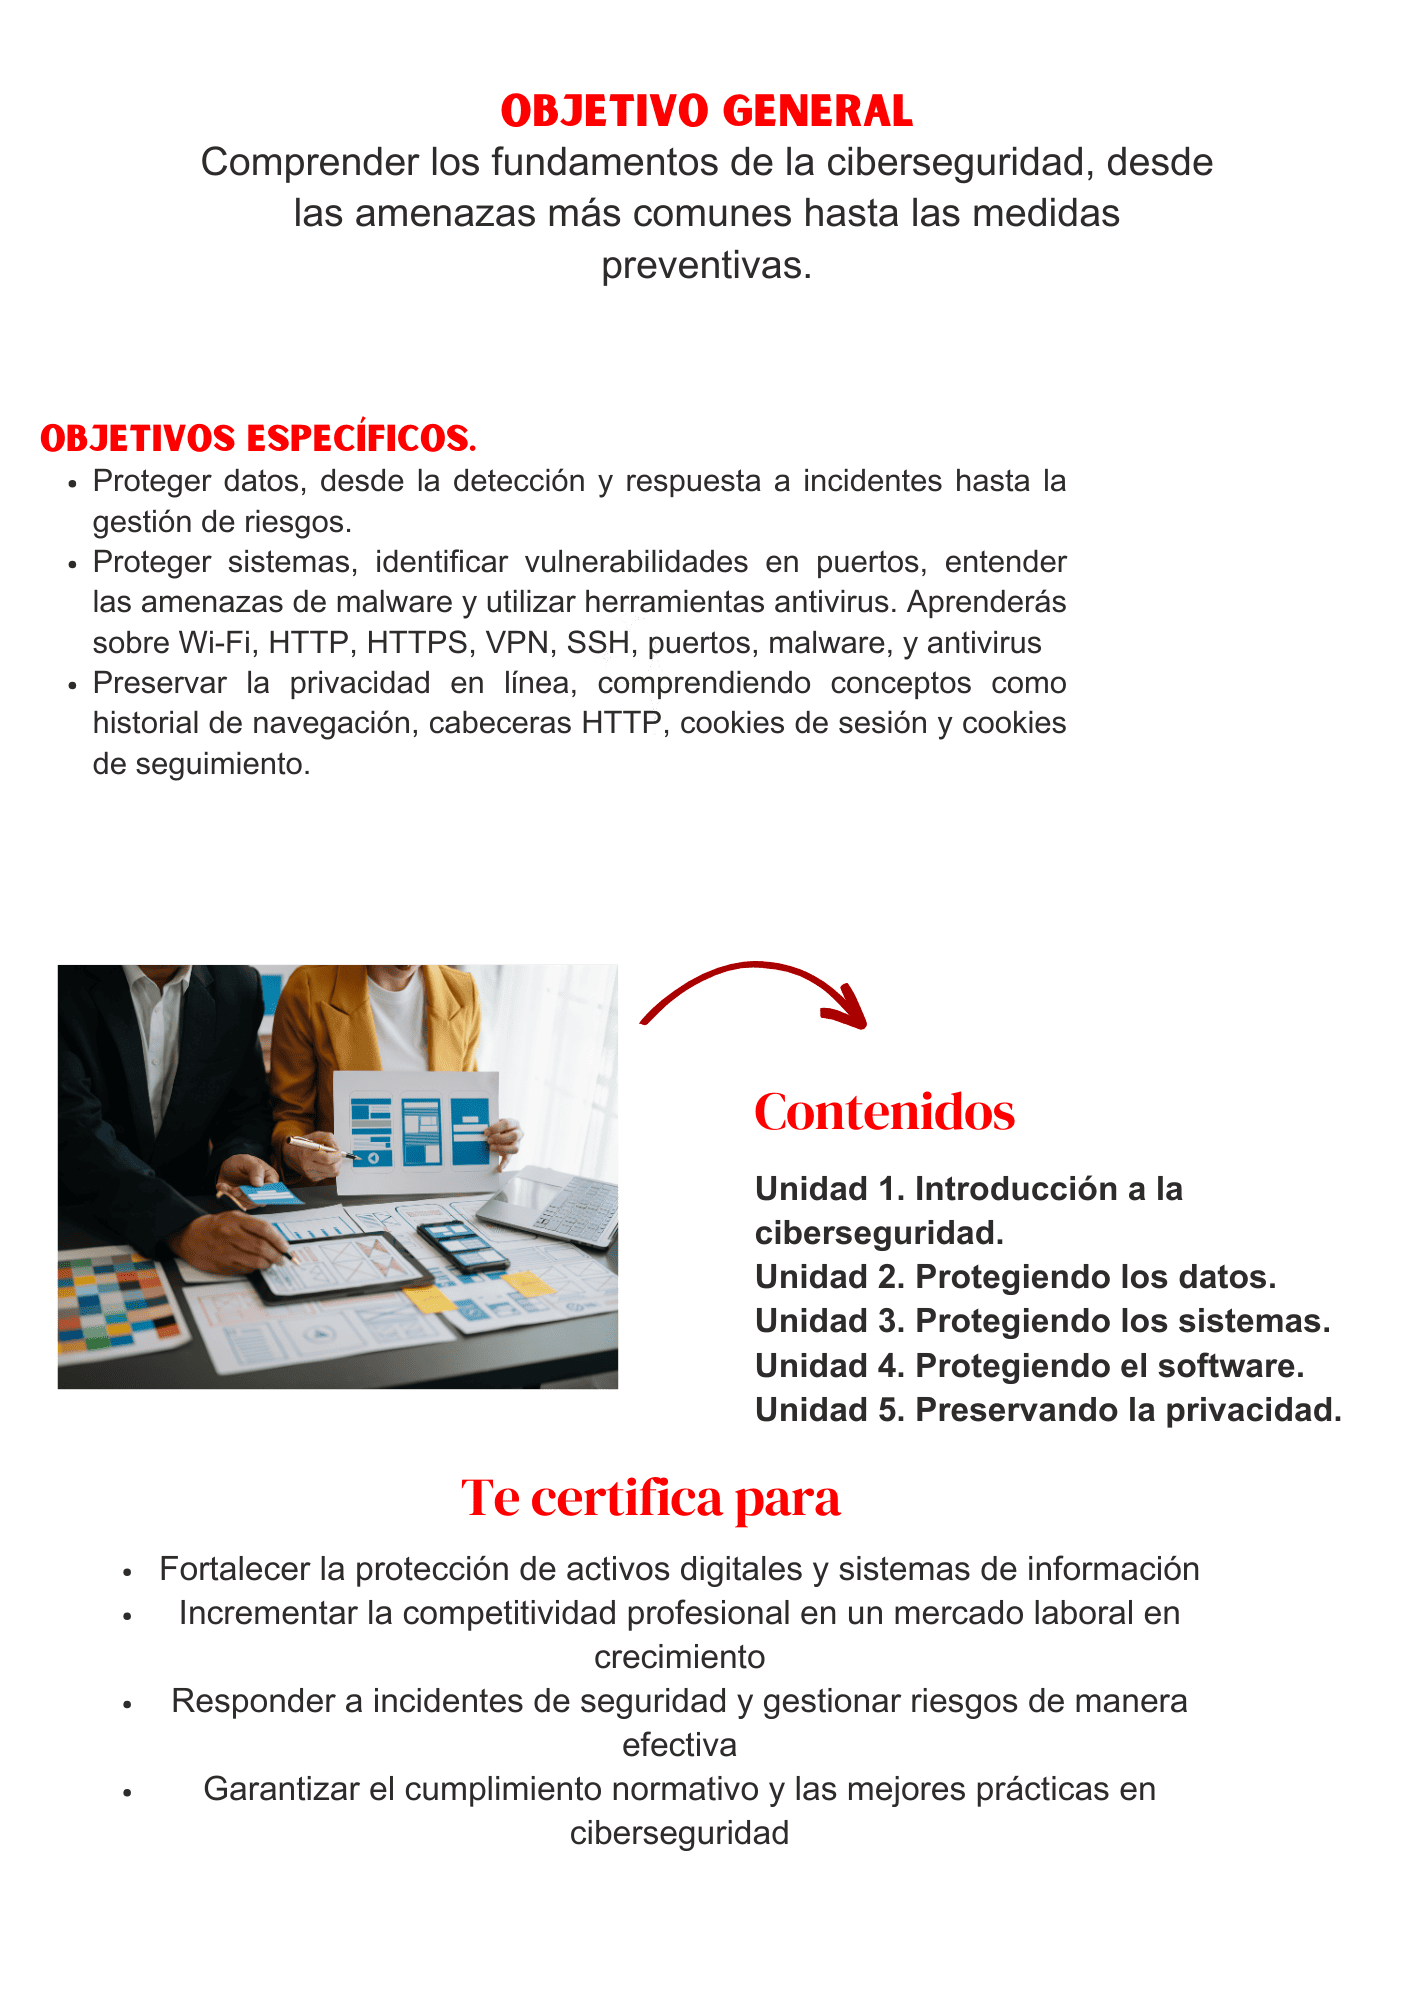 OBJETIVO GENERAL
Comprender los fundamentos de la ciberseguridad, desde
las amenazas más comunes hasta las medidas
preventivas.
OBJETIVOS ESPECÍFICOS.
• Proteger datos, desde la detección y respuesta a incidentes hasta la
gestión de riesgos.
• Proteger sistemas, identificar vulnerabilidades en puertos, entender
las amenazas de malware y utilizar herramientas antivirus. Aprenderás
sobre Wi-Fi, HTTP, HTTPS, VPN, SSH, puertos, malware, y antivirus
• Preservar la privacidad en línea, comprendiendo conceptos como
historial de navegación, cabeceras HTTP, cookies de sesión y cookies
de seguimiento.
Contenidos
Unidad 1. Introducción a la
ciberseguridad.
Unidad 2. Protegiendo los datos.
Unidad 3. Protegiendo los sistemas.
Unidad 4. Protegiendo el software.
Unidad 5. Preservando la privacidad.
Te certifica para
• Fortalecer la protección de activos digitales y sistemas de información
• Incrementar la competitividad profesional en un mercado laboral en
crecimiento
• Responder a incidentes de seguridad y gestionar riesgos de manera
efectiva
• Garantizar el cumplimiento normativo y las mejores prácticas en
ciberseguridad